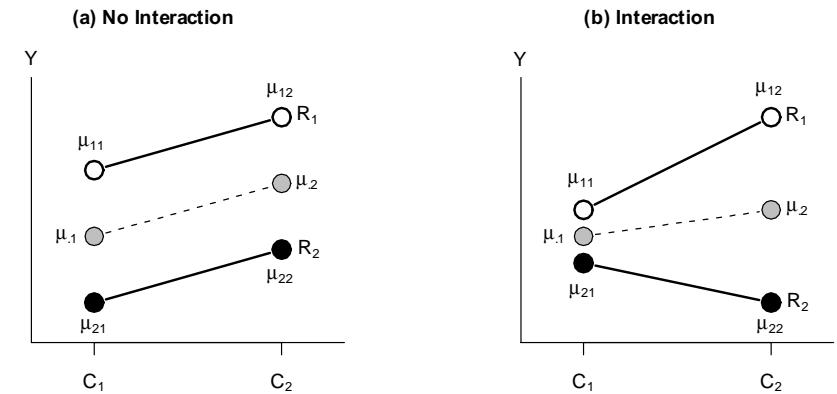 (a) No Interaction
Y
μ12
R1
μ11
μ.2
μ.1
R2
μ22
μ21
C1
C2
(b) Interaction
Y
μ12
R1
μ11
μ.2
μ.1
μ21
R2
μ22
C1
C2